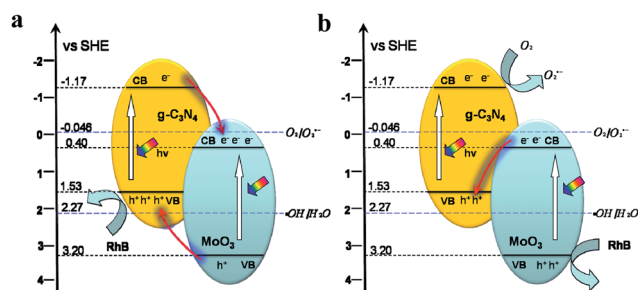 a
vs SHE
-2
-1.17
-1
-0.046
0
0.40
1
1.53
2
2.27
3
3.20
4
CB e⁻ e⁻
g-C₃N₄
hν
h⁺ h⁺ h⁺ VB
RhB
O₂/O₂•⁻
CB e⁻ e⁻ e⁻
•OH/H₂O
MoO₃
h⁺ VB
b
vs SHE
-2
-1.17
-1
-0.046
0
0.40
1
1.53
2
2.27
3
3.20
4
CB e⁻ e⁻
O₂
O₂•⁻
g-C₃N₄
hν
VB h⁺ h⁺
O₂/O₂•⁻
e⁻ e⁻ CB
•OH/H₂O
MoO₃
RhB
VB h⁺ h⁺